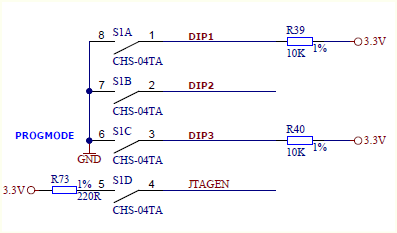 S1A R39
8 1 DIP1 3.3V
CHS-04TA 10K 1%
S1B
7 2 DIP2
CHS-04TA
S1C R40
PROGMODE 6 3 DIP3 3.3V
GND CHS-04TA 10K 1%
R73 S1D
3.3V 1% 5 4 JTAGEN
220R CHS-04TA